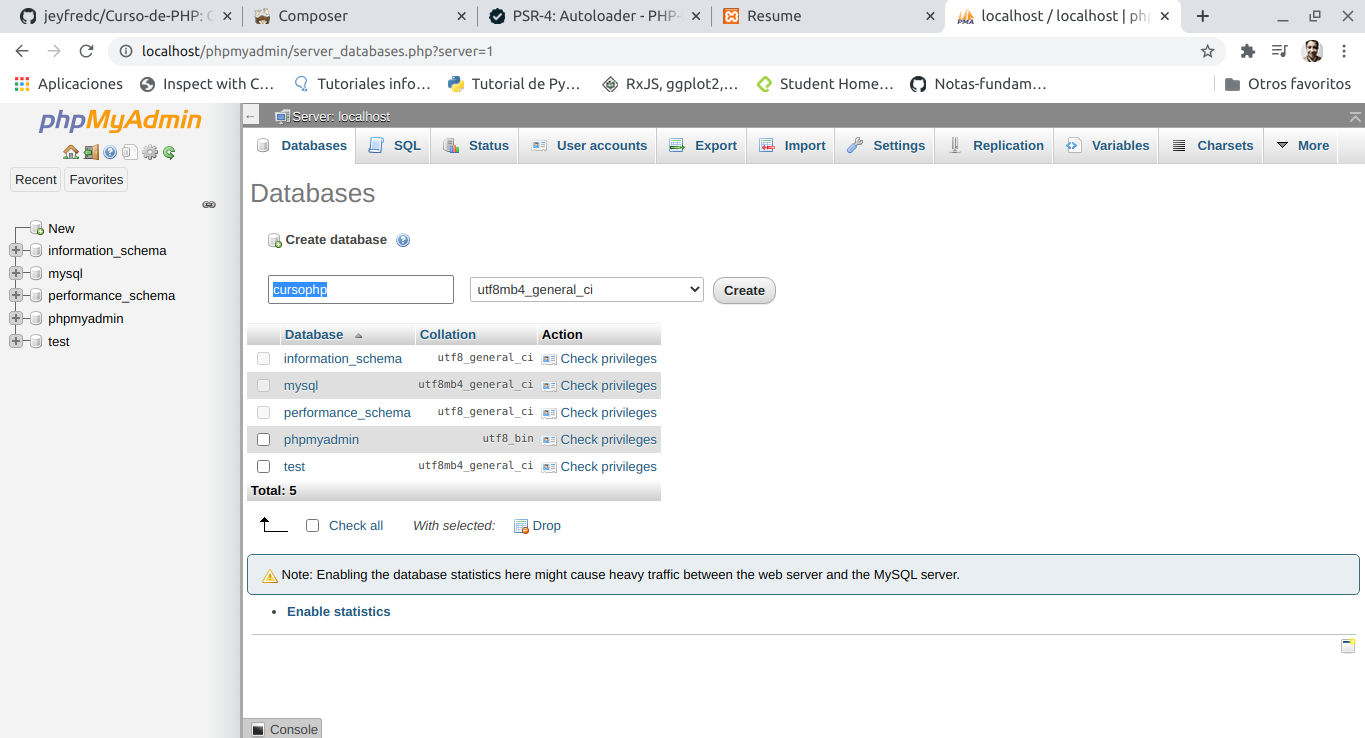 jeyfredc/Curso-de-PHP: C
Composer
PSR-4: Autoloader - PHP-
Resume
localhost / localhost | php
localhost/phpmyadmin/server_databases.php?server=1
Aplicaciones
Inspect with C...
Tutoriales info...
Tutorial de Py...
RxJS, ggplot2,...
Student Home...
Notas-fundam...
Otros favoritos
phpMyAdmin
Recent
Favorites
New
information_schema
mysql
performance_schema
phpmyadmin
test
Server: localhost
Databases
SQL
Status
User accounts
Export
Import
Settings
Replication
Variables
Charsets
More
Databases
Create database
cursophp
utf8mb4_general_ci
Create
Database Collation Action
information_schema utf8_general_ci Check privileges
mysql utf8mb4_general_ci Check privileges
performance_schema utf8_general_ci Check privileges
phpmyadmin utf8_bin Check privileges
test utf8mb4_general_ci Check privileges
Total: 5
Check all With selected: Drop
Note: Enabling the database statistics here might cause heavy traffic between the web server and the MySQL server.
Enable statistics
Console